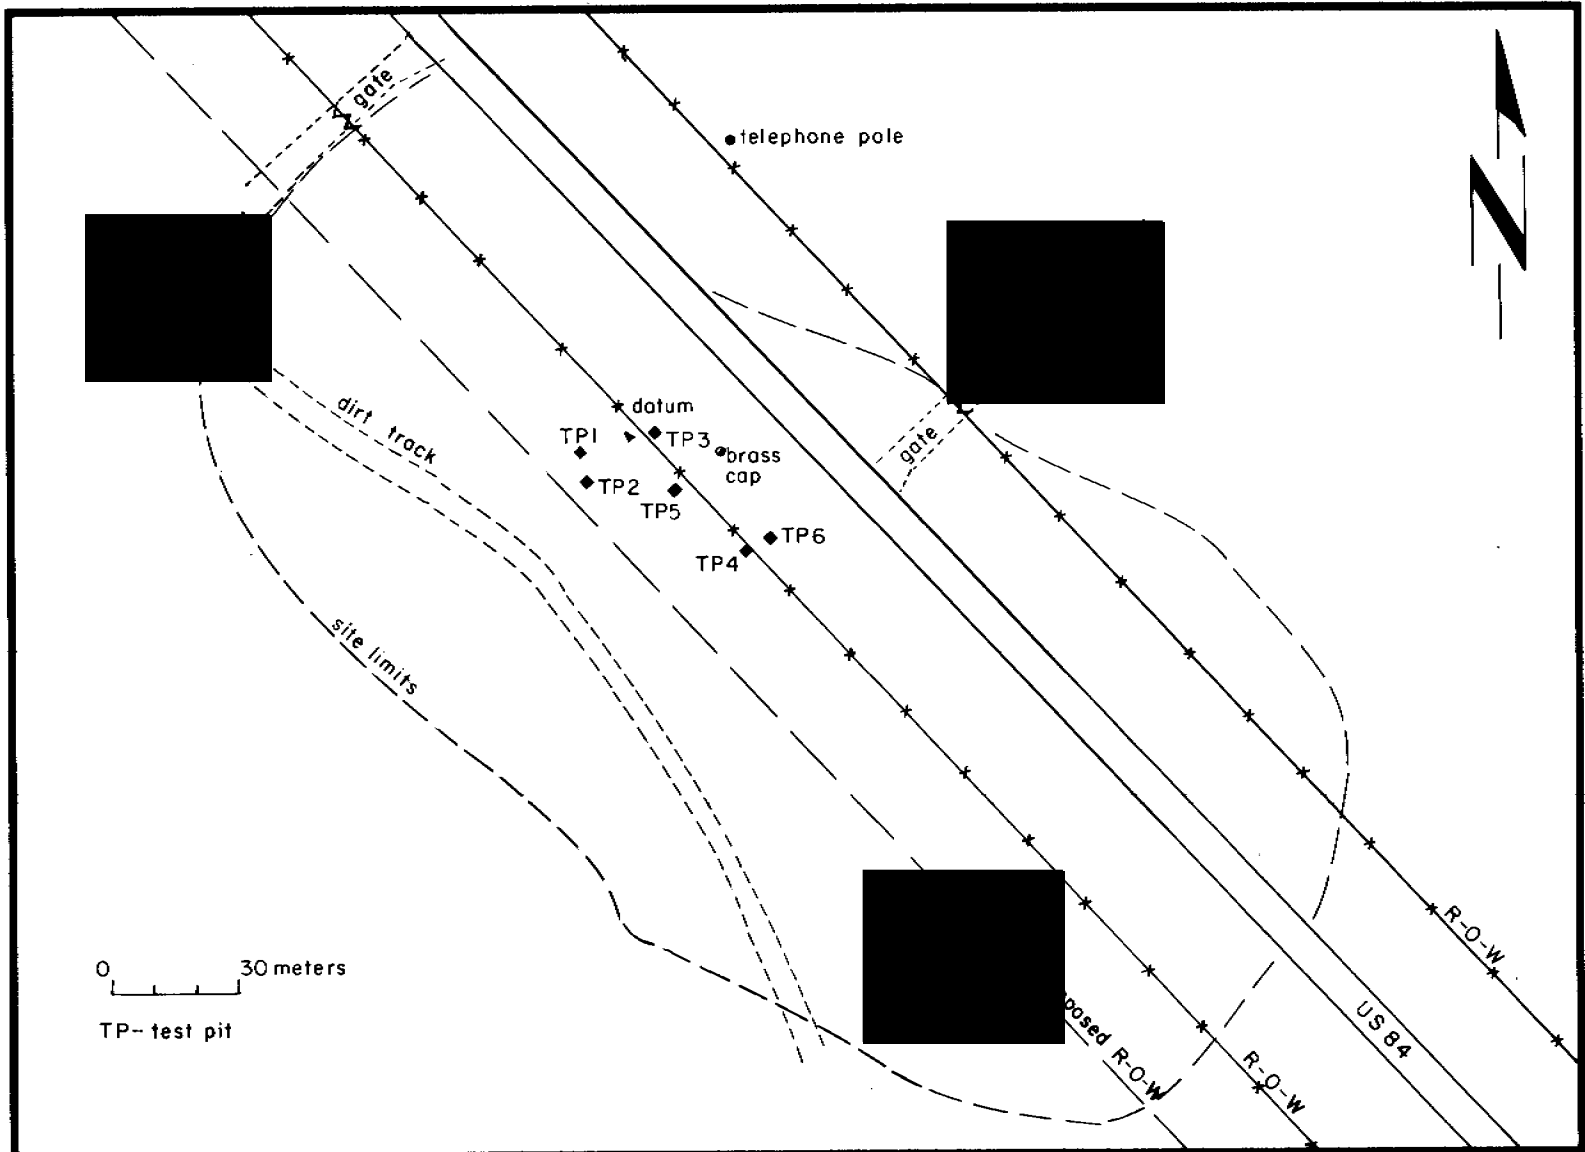 gate
telephone pole
N
datum
dirt track
TP1
TP3
brass
cap
gate
TP2
TP5
TP6
TP4
site limits
R-O-W
0 30 meters
TP- test pit
US 84
R-O-W
R-O-W